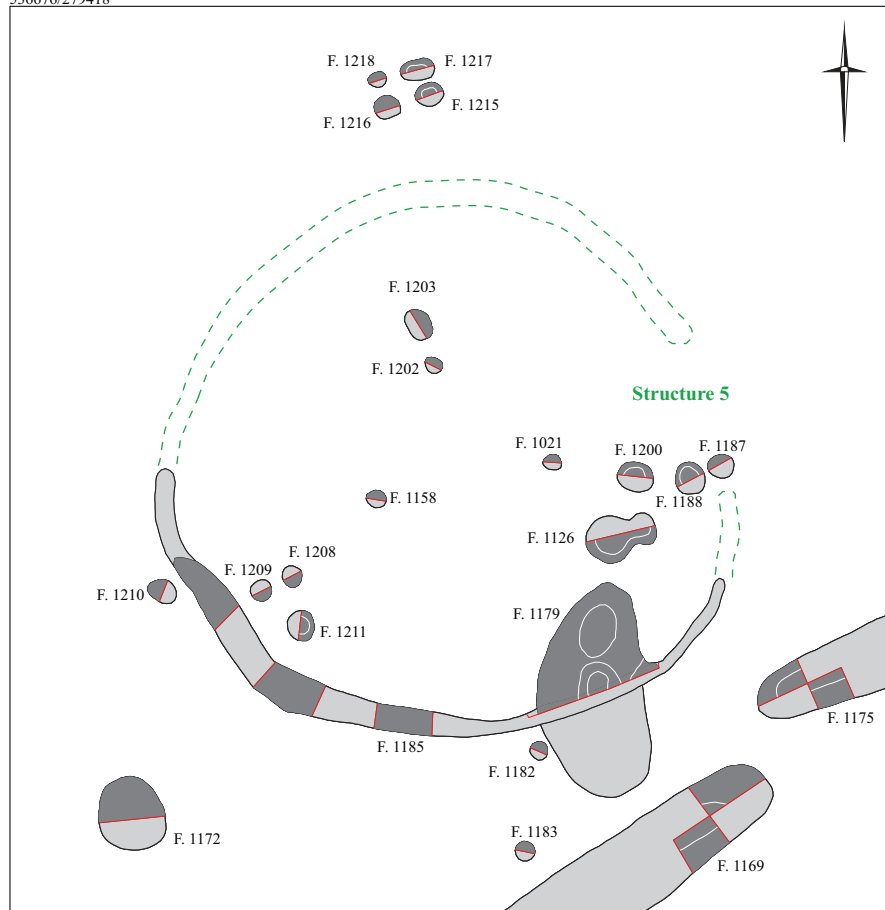 F. 1218
F. 1217
F. 1216
F. 1215
F. 1203
F. 1202
Structure 5
F. 1021
F. 1200
F. 1187
F. 1188
F. 1158
F. 1126
F. 1208
F. 1209
F. 1210
F. 1211
F. 1179
F. 1175
F. 1185
F. 1182
F. 1172
F. 1183
F. 1169